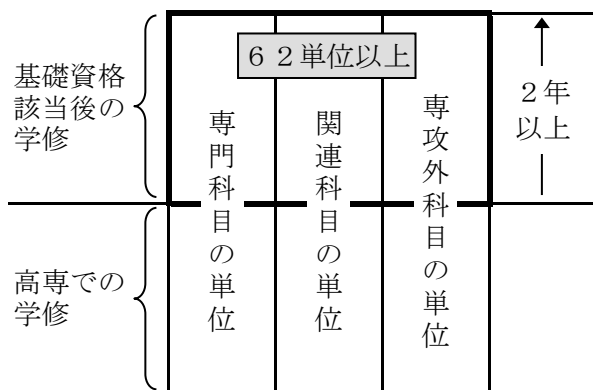 基礎資格
該当後の
学修
６２単位以上
専門科目の単位
関連科目の単位
専攻外科目の単位
２年
以上
高専での
学修